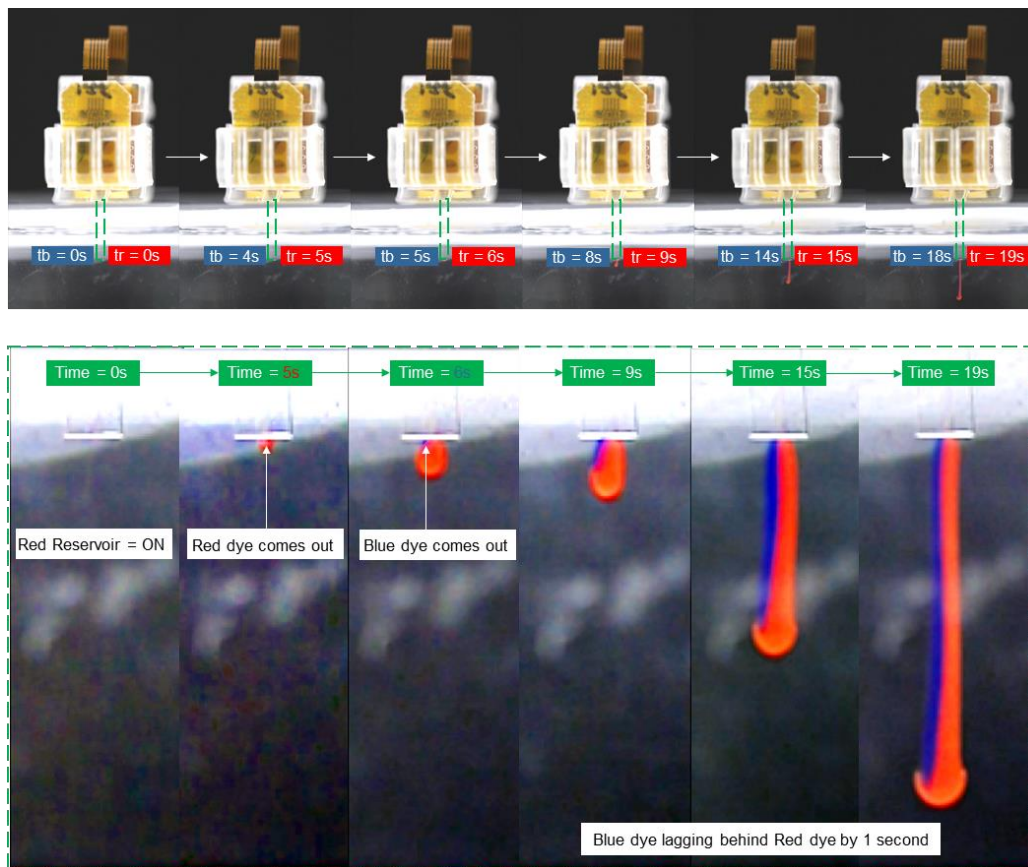 tb = 0s tr = 0s tb = 4s tr = 5s tb = 5s tr = 6s tb = 8s tr = 9s tb = 14s tr = 15s tb = 18s tr = 19s
Time = 0s Time = 5s Time = 6s Time = 9s Time = 15s Time = 19s
Red Reservoir = ON Red dye comes out Blue dye comes out
Blue dye lagging behind Red dye by 1 second